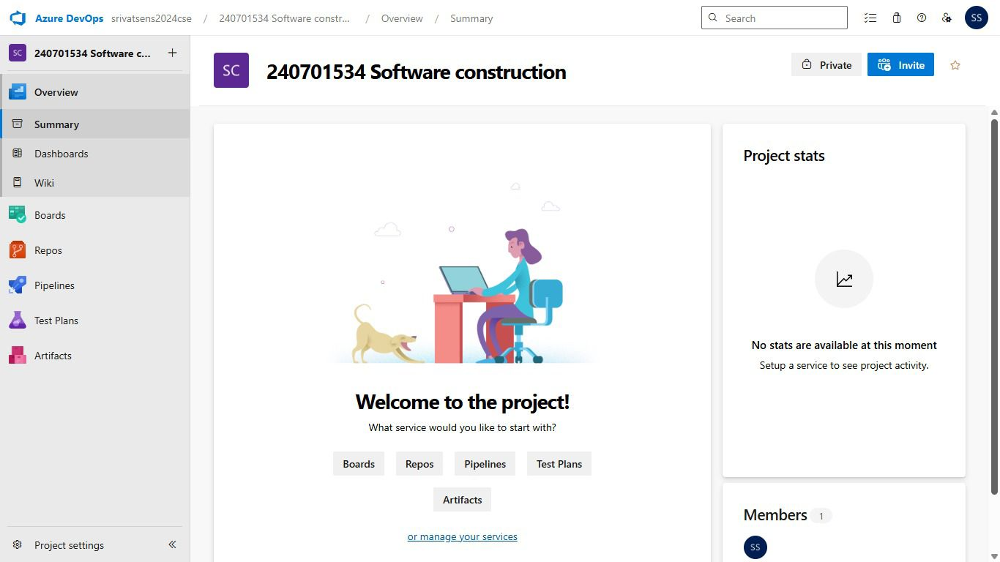 Azure DevOps srivatsens2024cse / 240701534 Software constr... / Overview / Summary Search SS
SC 240701534 Software c... +
Overview
Summary
Dashboards
Wiki
Boards
Repos
Pipelines
Test Plans
Artifacts
Project settings
SC 240701534 Software construction
Private Invite
Welcome to the project!
What service would you like to start with?
Boards Repos Pipelines Test Plans
Artifacts
or manage your services
Project stats
No stats are available at this moment
Setup a service to see project activity.
Members 1
SS